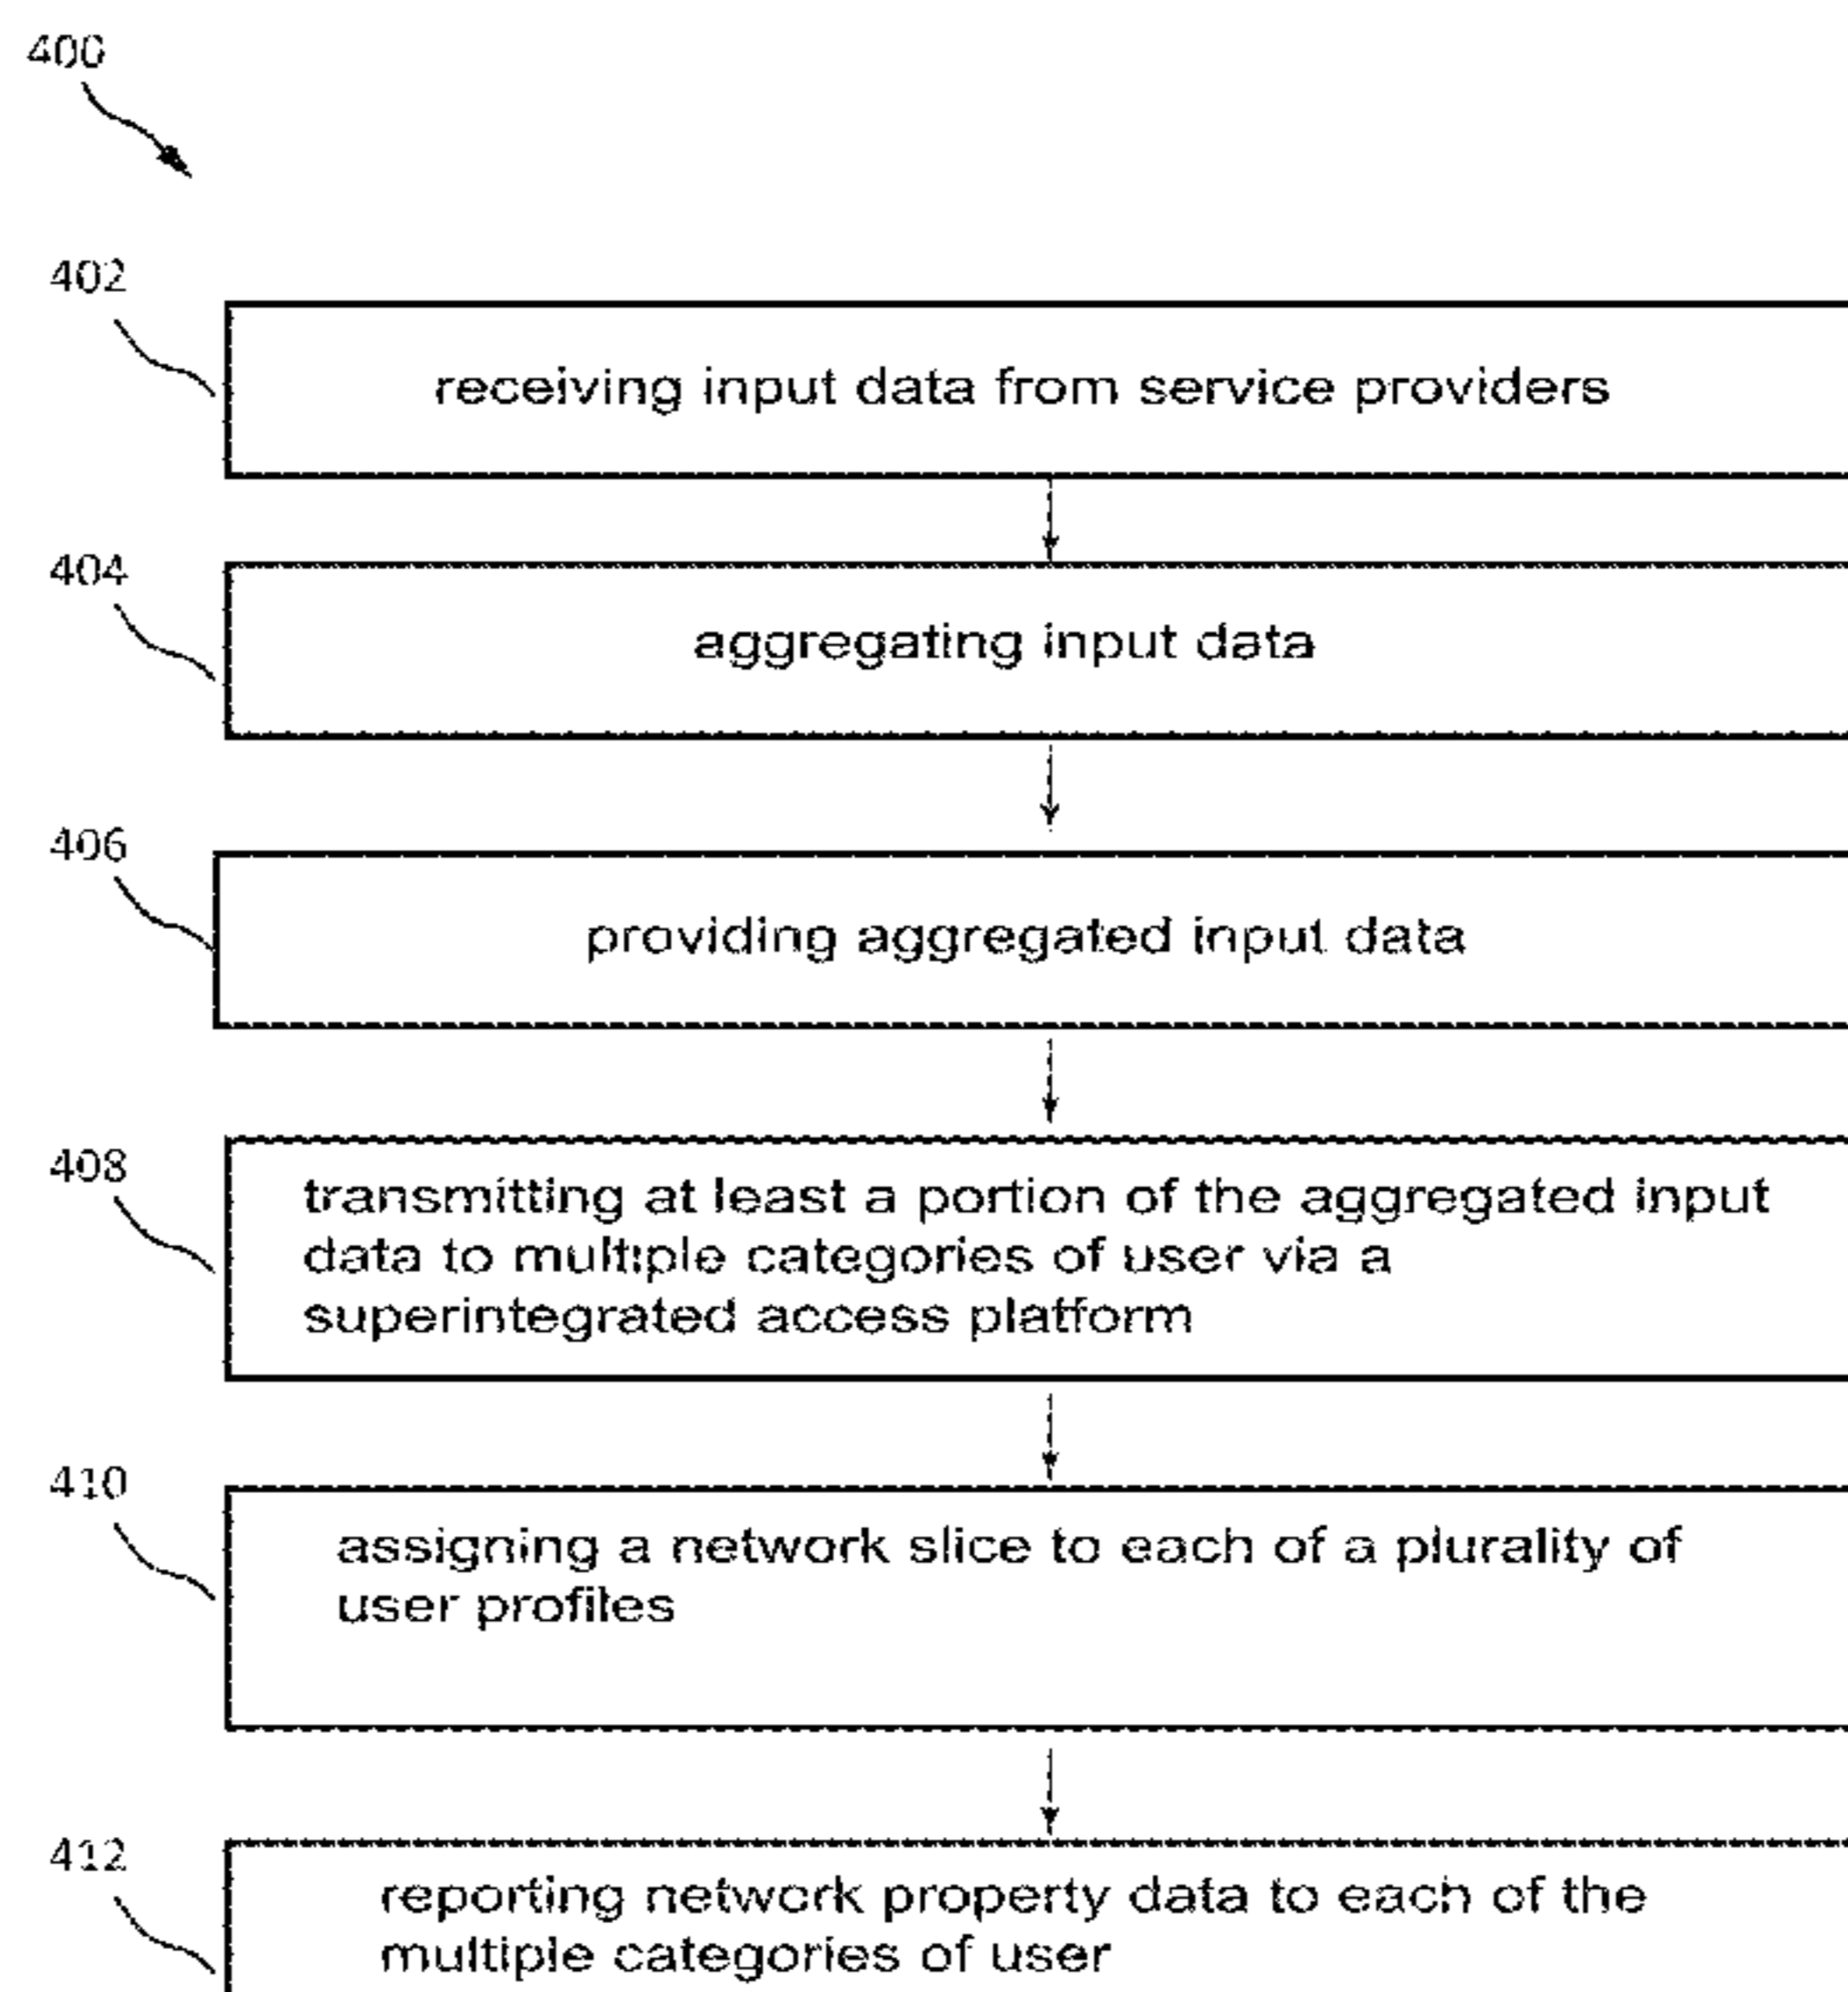 400
402
receiving input data from service providers
404
aggregating input data
406
providing aggregated input data
408
transmitting at least a portion of the aggregated input
data to multiple categories of user via a
superintegrated access platform
410
assigning a network slice to each of a plurality of
user profiles
412
reporting network property data to each of the
multiple categories of user